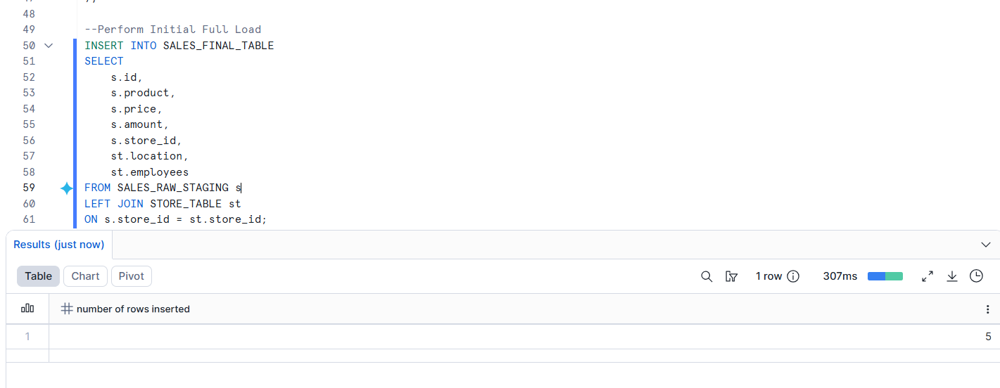 48
49 --Perform Initial Full Load
50 INSERT INTO SALES_FINAL_TABLE
51 SELECT
52 s.id,
53 s.product,
54 s.price,
55 s.amount,
56 s.store_id,
57 st.location,
58 st.employees
59 FROM SALES_RAW_STAGING s
60 LEFT JOIN STORE_TABLE st
61 ON s.store_id = st.store_id;
Results (just now)
Table Chart Pivot 1 row 307ms
number of rows inserted
1 5